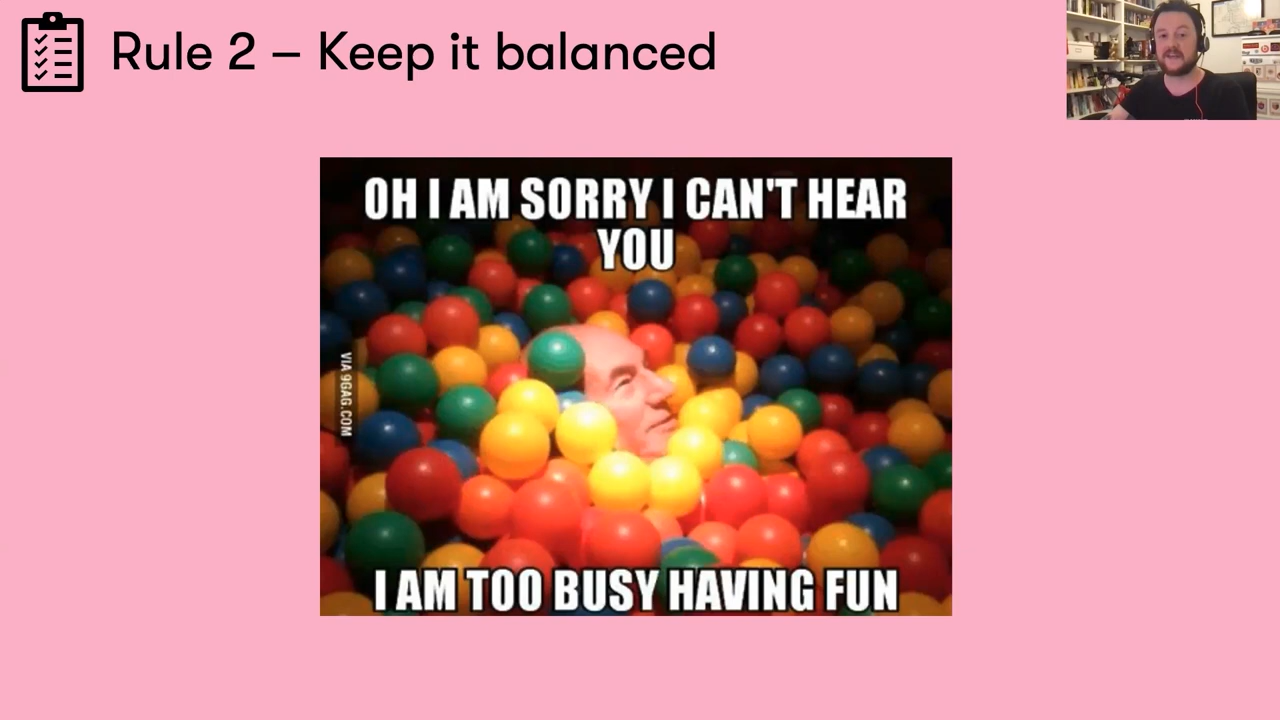 Rule 2 – Keep it balanced
OH I AM SORRY I CAN'T HEAR
YOU
VIA 9GAG.COM
I AM TOO BUSY HAVING FUN